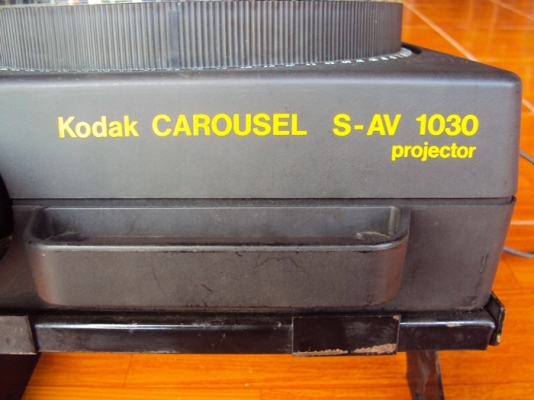 Kodak CAROUSEL S-AV 1030
projector